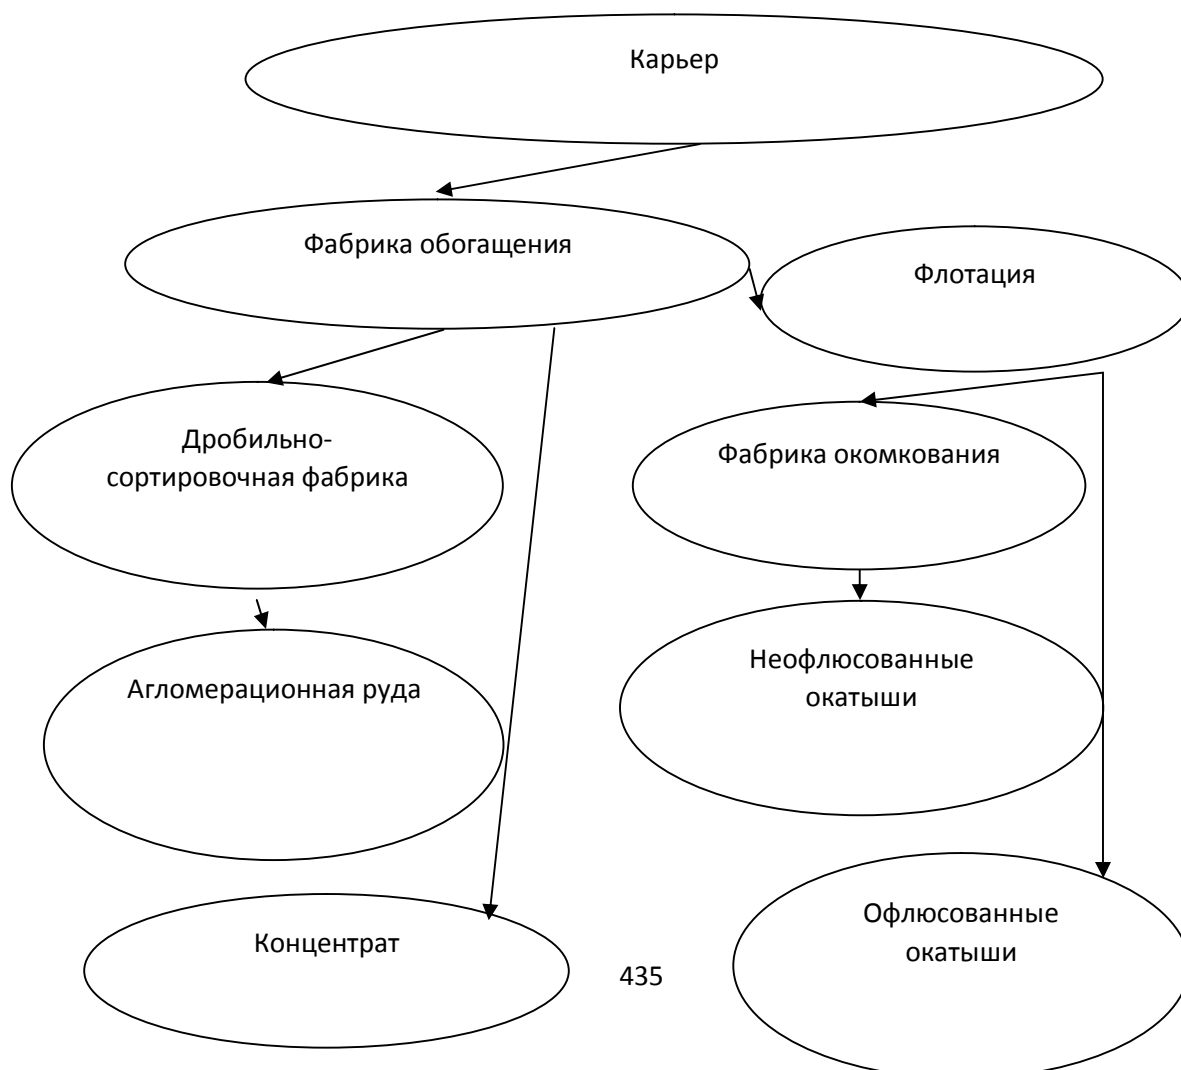 Карьер
Фабрика обогащения
Флотация
Дробильно-
сортировочная фабрика
Фабрика окомкования
Агломерационная руда
Неофлюсованные
окатыши
Концентрат
Офлюсованные
окатыши
435